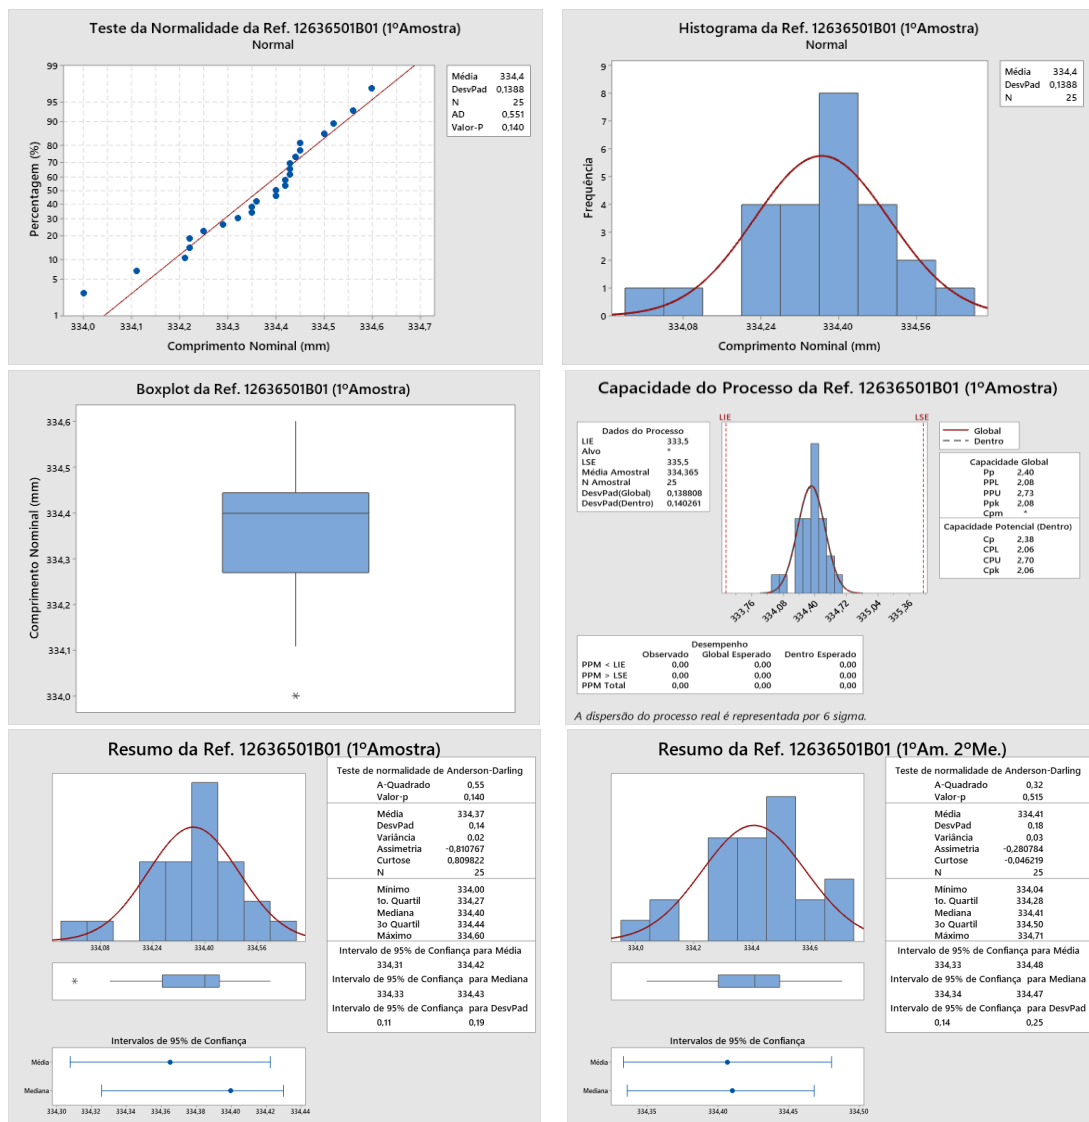 Teste da Normalidade da Ref. 12636501B01 (1ºAmostra)
Normal
Média 334,4
DesvPad 0,1388
N 25
AD 0,551
Valor-P 0,140
Percentagem (%)
99
95
90
80
70
60
50
40
30
20
10
5
1
334,0 334,1 334,2 334,3 334,4 334,5 334,6 334,7
Comprimento Nominal (mm)
Histograma da Ref. 12636501B01 (1ºAmostra)
Normal
Média 334,4
DesvPad 0,1388
N 25
Frequência
9
8
7
6
5
4
3
2
1
0
334,08 334,24 334,40 334,56
Comprimento Nominal (mm)
Boxplot da Ref. 12636501B01 (1ºAmostra)
Comprimento Nominal (mm)
334,6
334,5
334,4
334,3
334,2
334,1
334,0
Capacidade do Processo da Ref. 12636501B01 (1ºAmostra)
LIE LSE
Dados do Processo
LIE 333,5
Alvo *
LSE 335,5
Média Amostral 334,365
N Amostral 25
DesvPad(Global) 0,138808
DesvPad(Dentro) 0,140261
Global
Dentro
Capacidade Global
Pp 2,40
PPL 2,08
PPU 2,73
Ppk 2,08
Cpm *
Capacidade Potencial (Dentro)
Cp 2,38
CPL 2,06
CPU 2,70
Cpk 2,06
333,76 334,08 334,40 334,72 335,04 335,36
Desempenho
Observado Global Esperado Dentro Esperado
PPM < LIE 0,00 0,00 0,00
PPM > LSE 0,00 0,00 0,00
PPM Total 0,00 0,00 0,00
A dispersão do processo real é representada por 6 sigma.
Resumo da Ref. 12636501B01 (1ºAmostra)
Teste de normalidade de Anderson-Darling
A-Quadrado 0,55
Valor-p 0,140
Média 334,37
DesvPad 0,14
Variância 0,02
Assimetria -0,810767
Curtose 0,809822
N 25
Mínimo 334,00
1o. Quartil 334,27
Mediana 334,40
3o Quartil 334,44
Máximo 334,60
Intervalo de 95% de Confiança para Média
334,31 334,42
Intervalo de 95% de Confiança para Mediana
334,33 334,43
Intervalo de 95% de Confiança para DesvPad
0,11 0,19
334,08 334,24 334,40 334,56
Intervalos de 95% de Confiança
Média
Mediana
334,30 334,32 334,34 334,36 334,38 334,40 334,42 334,44
Resumo da Ref. 12636501B01 (1ºAm. 2ºMe.)
Teste de normalidade de Anderson-Darling
A-Quadrado 0,32
Valor-p 0,515
Média 334,41
DesvPad 0,18
Variância 0,03
Assimetria -0,280784
Curtose -0,046219
N 25
Mínimo 334,04
1o. Quartil 334,28
Mediana 334,41
3o Quartil 334,50
Máximo 334,71
Intervalo de 95% de Confiança para Média
334,33 334,48
Intervalo de 95% de Confiança para Mediana
334,34 334,47
Intervalo de 95% de Confiança para DesvPad
0,14 0,25
334,0 334,2 334,4 334,6
Intervalos de 95% de Confiança
Média
Mediana
334,35 334,40 334,45 334,50